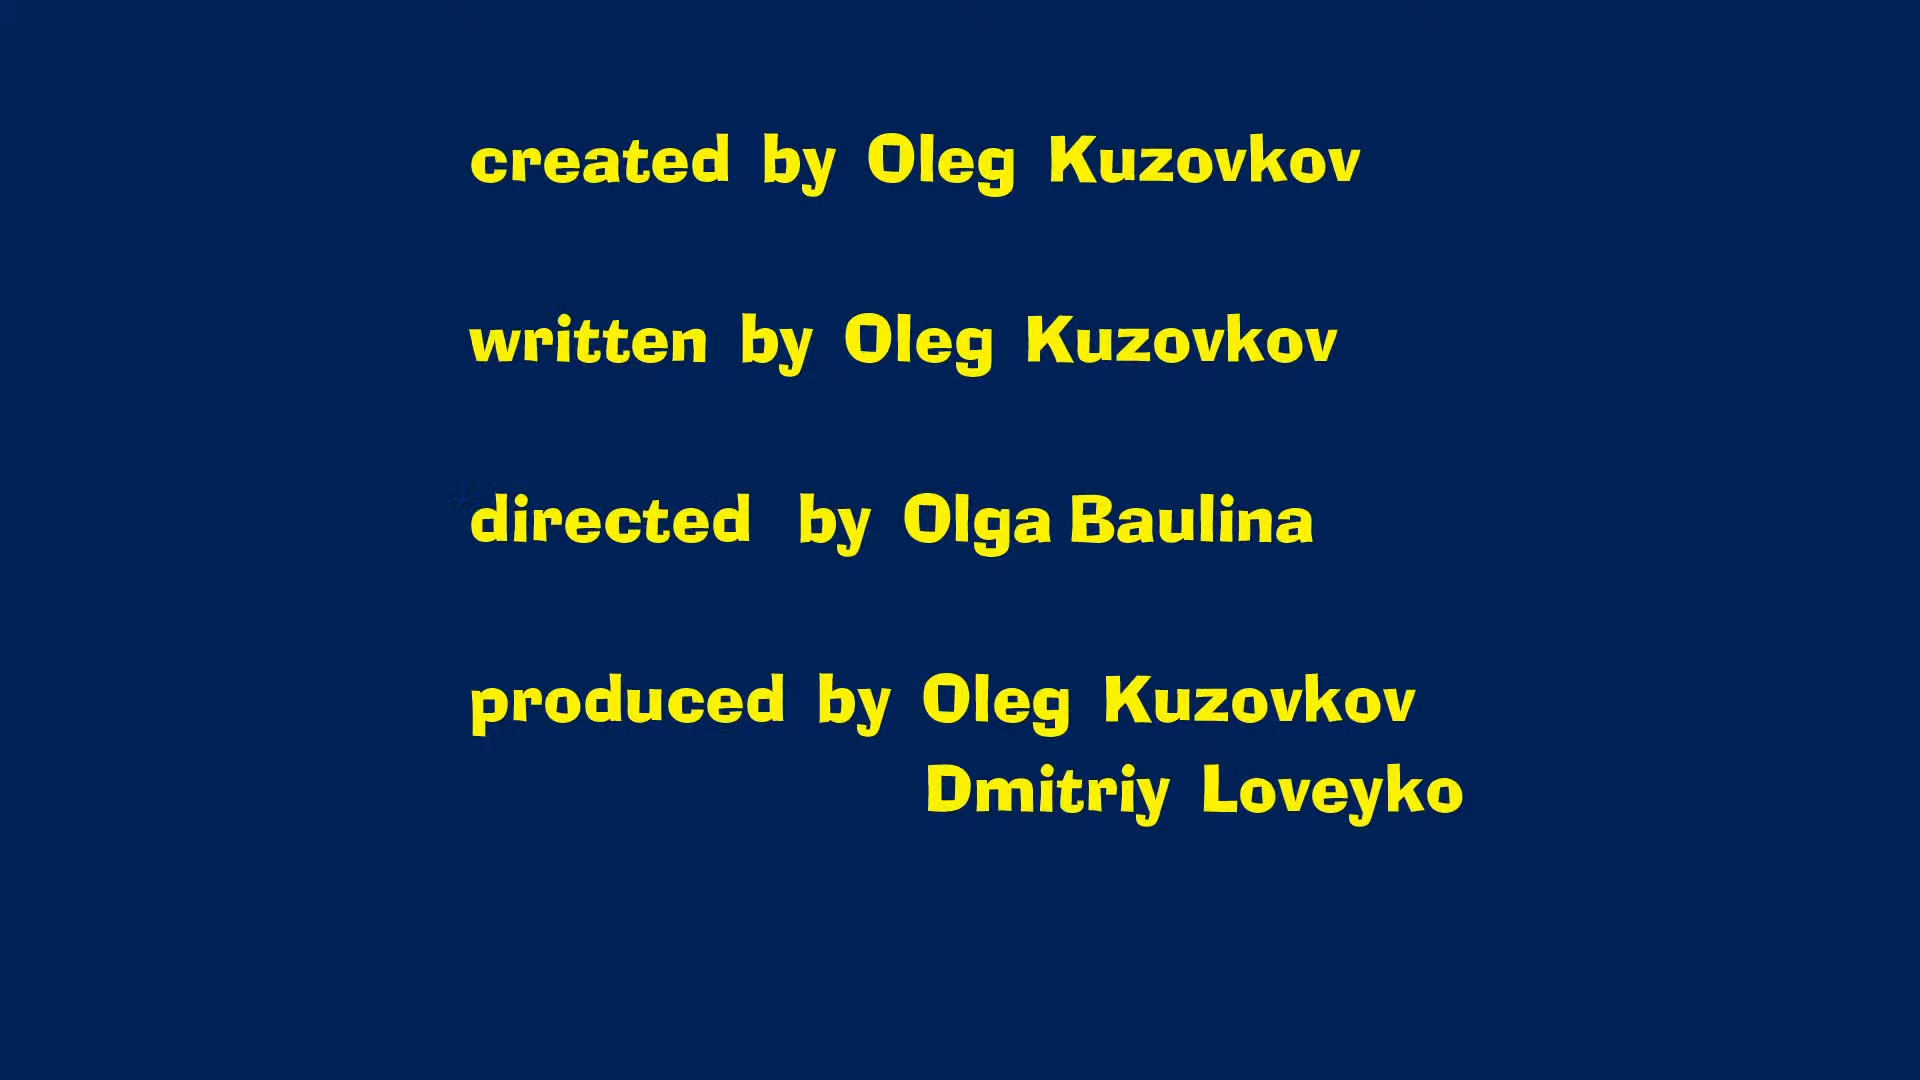 created by Oleg Kuzovkov
written by Oleg Kuzovkov
directed by Olga Baulina
produced by Oleg Kuzovkov
Dmitriy Loveyko